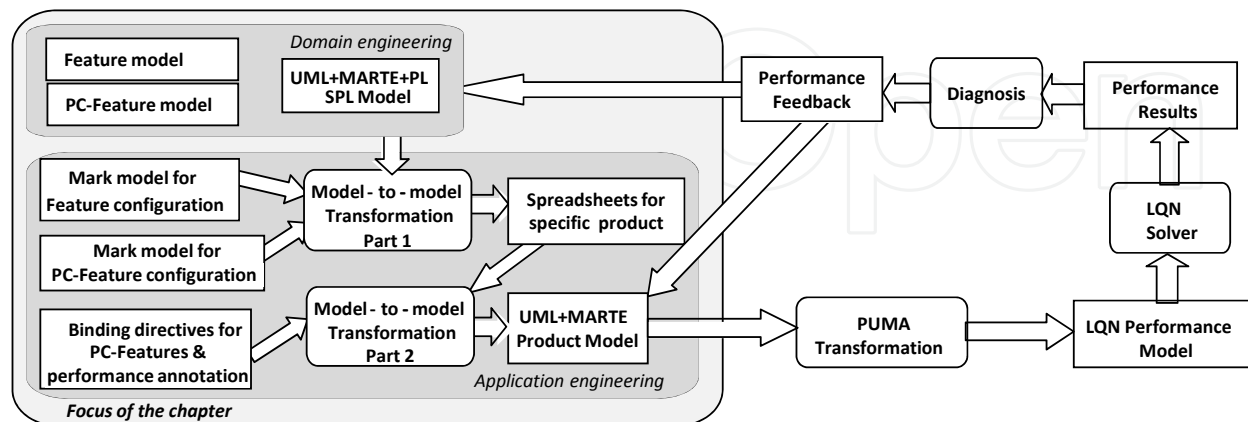 Domain engineering
Feature model
PC-Feature model
UML+MARTE+PL
SPL Model
Performance
Feedback
Diagnosis
Performance
Results
Mark model for
Feature configuration
Mark model for
PC-Feature configuration
Model - to - model
Transformation
Part 1
Spreadsheets for
specific product
LQN
Solver
Binding directives for
PC-Features &
performance annotation
Model - to - model
Transformation
Part 2
UML+MARTE
Product Model
Application engineering
PUMA
Transformation
LQN Performance
Model
Focus of the chapter
Open